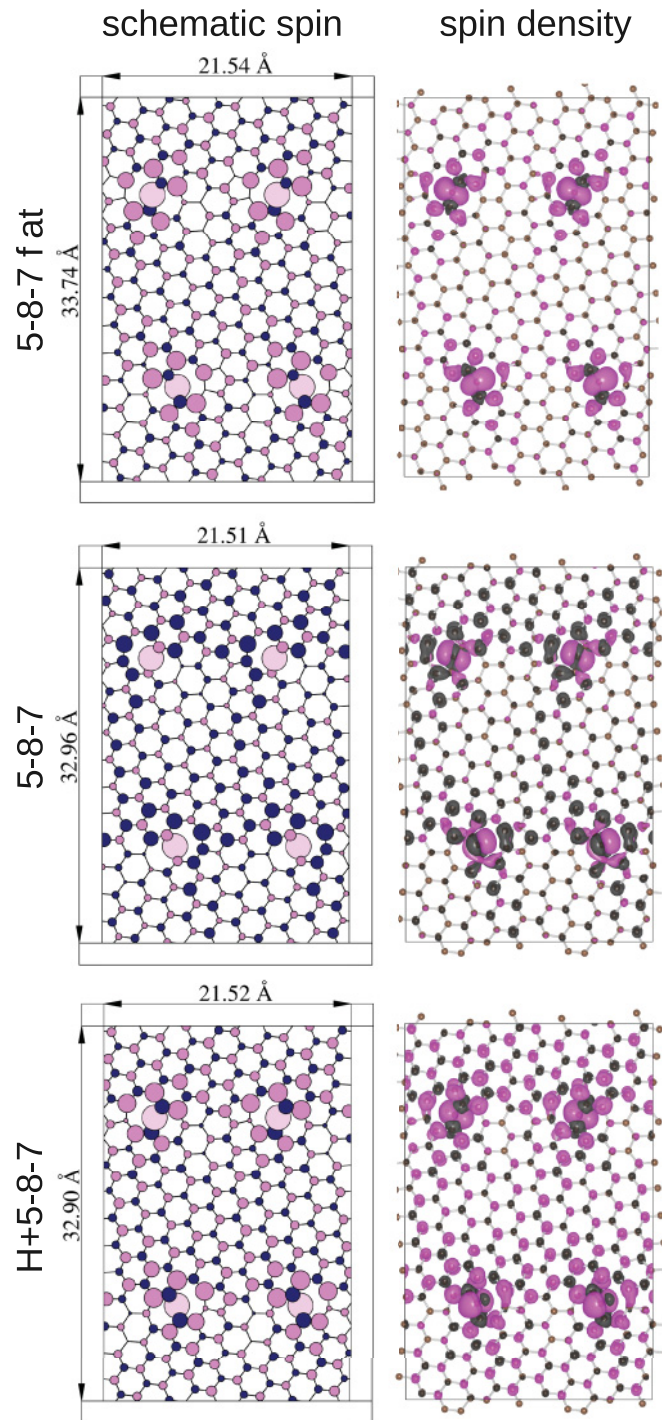 schematic spin
spin density
21.54 Å
5-8-7 f at
33.74 Å
21.51 Å
5-8-7
32.96 Å
21.52 Å
H+5-8-7
32.90 Å